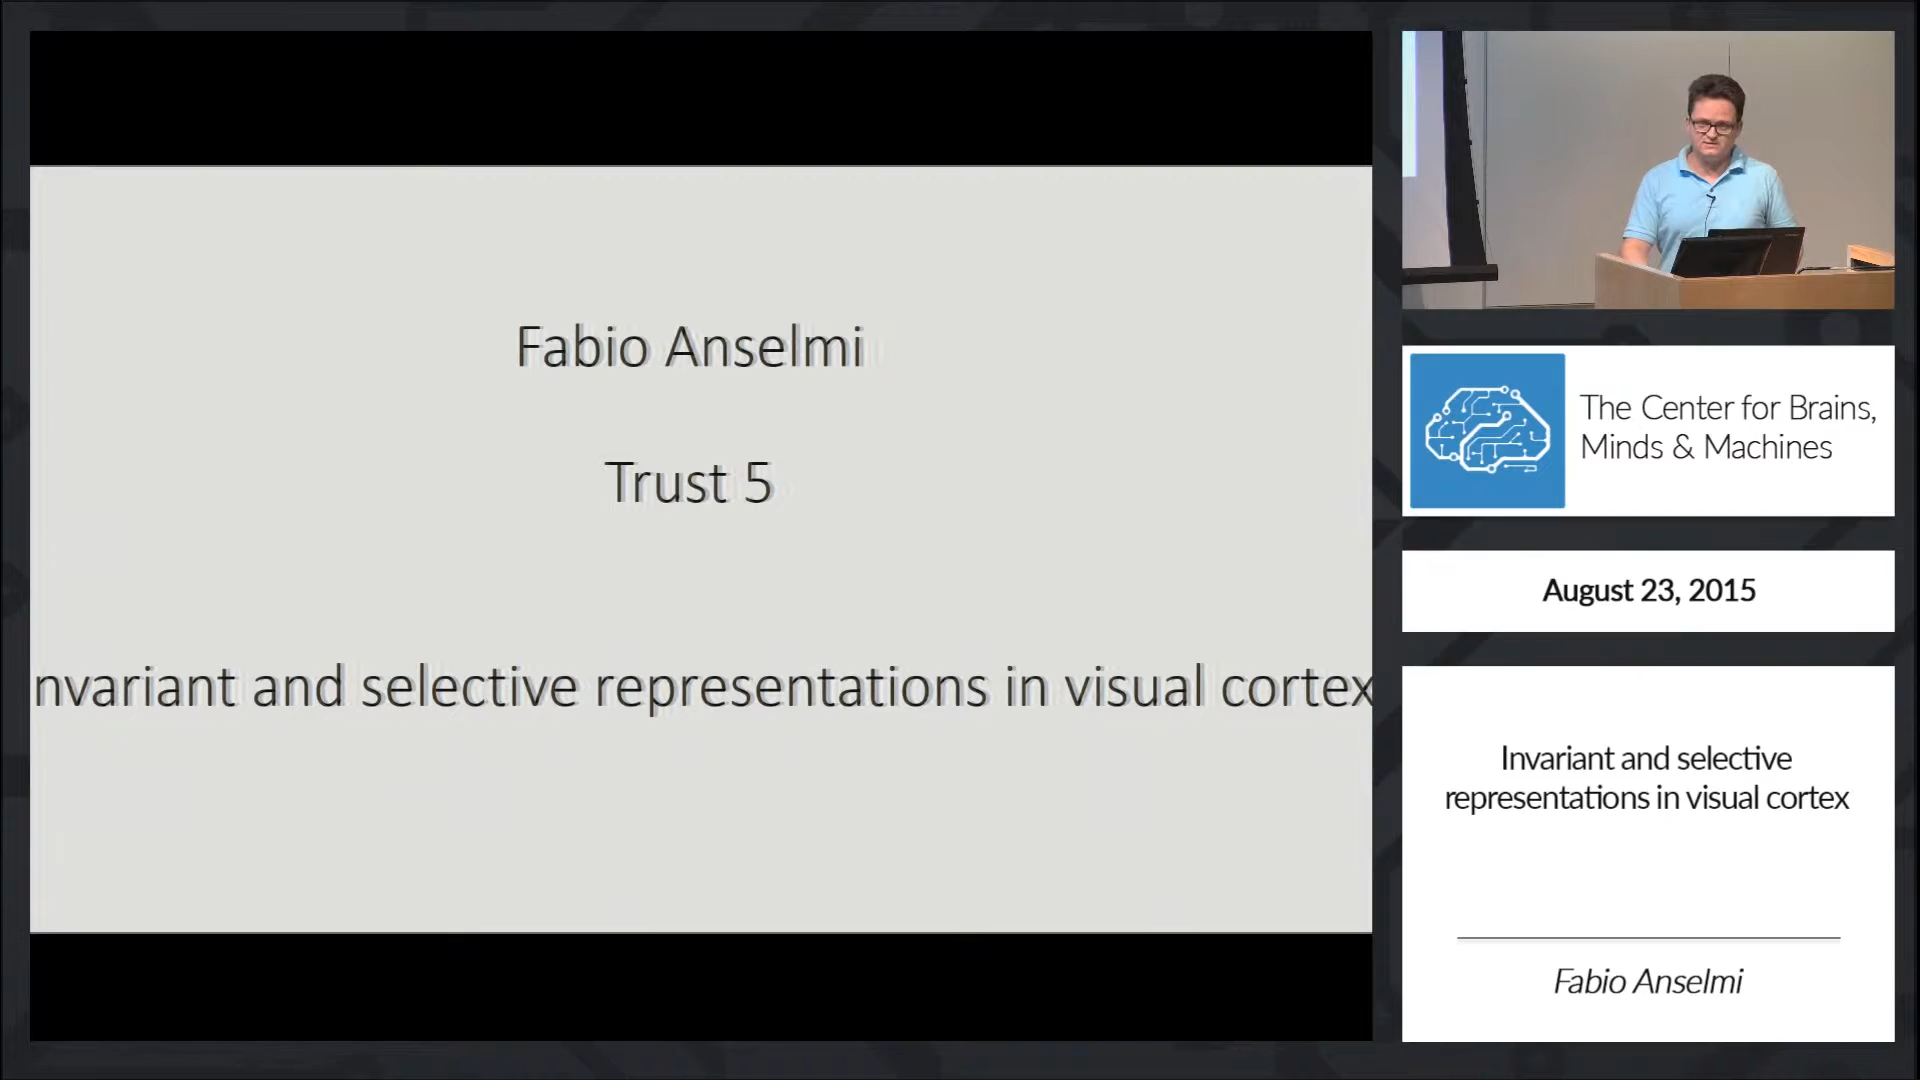 Fabio Anselmi
Trust 5
nvariant and selective representations in visual cortex
The Center for Brains,
Minds & Machines
August 23, 2015
Invariant and selective
representations in visual cortex
Fabio Anselmi